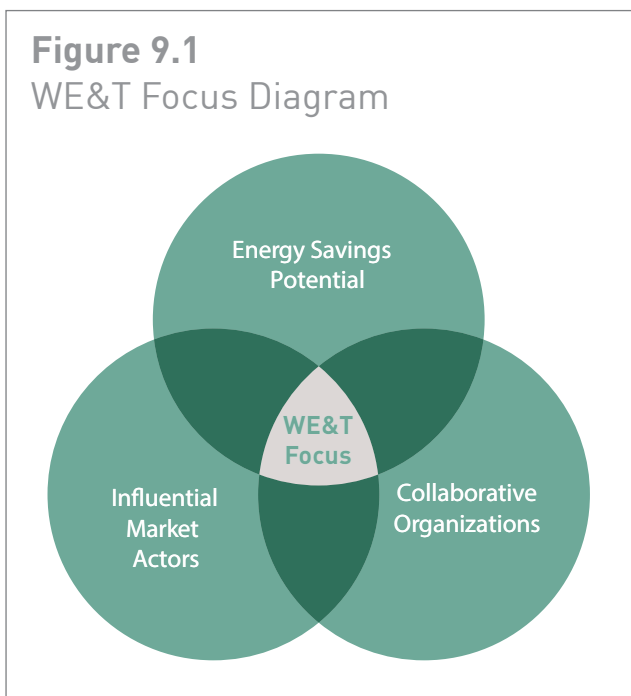 Figure 9.1
WE&T Focus Diagram
Energy Savings
Potential
WE&T
Focus
Influential
Market
Actors
Collaborative
Organizations